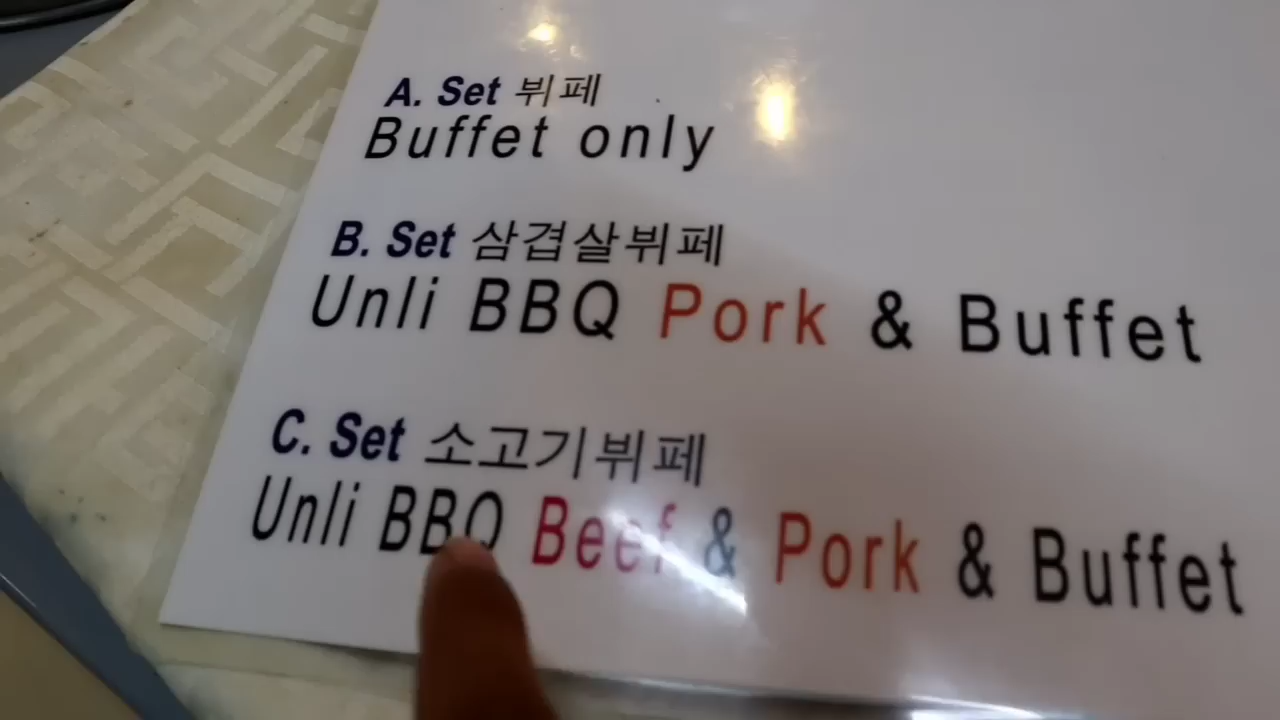 A. Set 뷔페
Buffet only
B. Set 삼겹살뷔페
Unli BBQ Pork & Buffet
C. Set 소고기뷔페
Unli BBQ Beef & Pork & Buffet